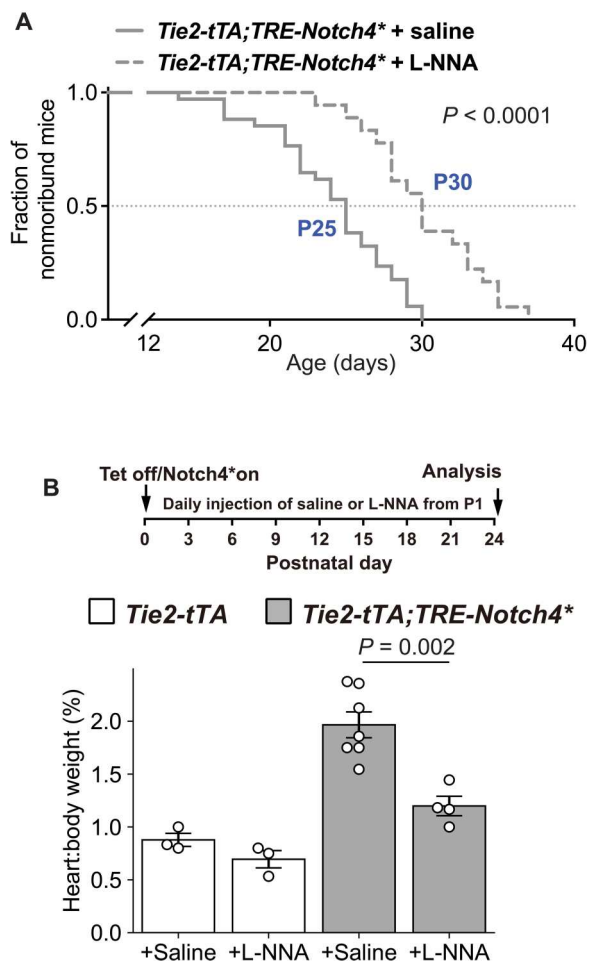 A
Tie2-tTA;TRE-Notch4* + saline
Tie2-tTA;TRE-Notch4* + L-NNA
Fraction of
nonmoribund mice
1.0
0.5
0.0
P < 0.0001
P30
P25
12 20 30 40
Age (days)
B
Tet off/Notch4*on
Analysis
Daily injection of saline or L-NNA from P1
0 3 6 9 12 15 18 21 24
Postnatal day
Tie2-tTA
Tie2-tTA;TRE-Notch4*
P = 0.002
Heart:body weight (%)
2.0
1.5
1.0
0.5
0.0
+Saline +L-NNA +Saline +L-NNA